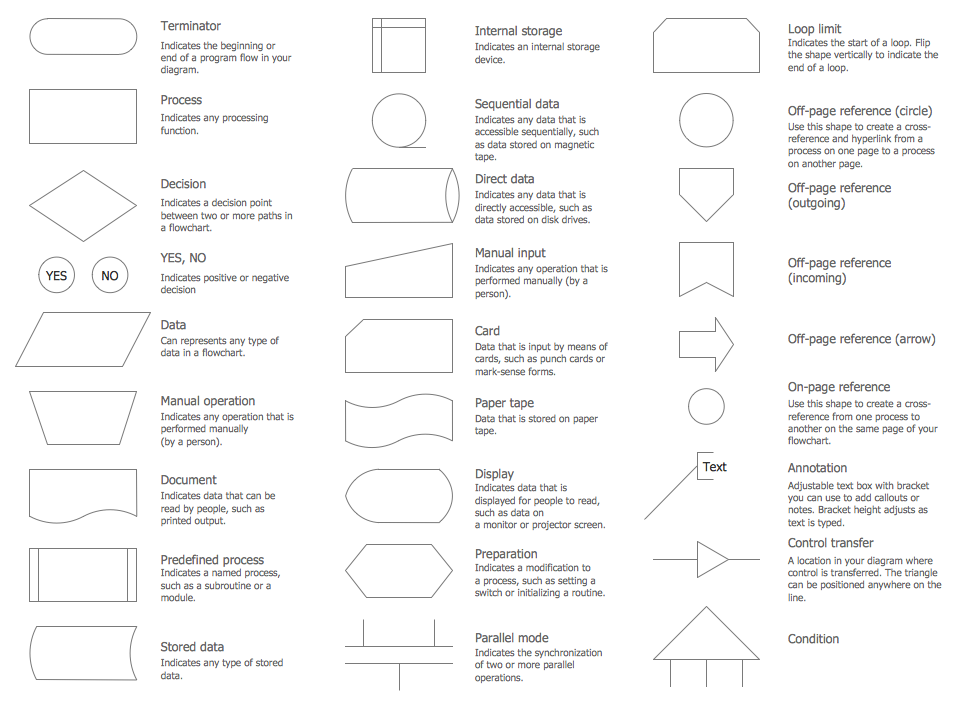 Terminator
Indicates the beginning or
end of a program flow in your
diagram.
Process
Indicates any processing
function.
Decision
Indicates a decision point
between two or more paths in
a flowchart.
YES
NO
YES, NO
Indicates positive or negative
decision
Data
Can represents any type of
data in a flowchart.
Manual operation
Indicates any operation that is
performed manually
(by a person).
Document
Indicates data that can be
read by people, such as
printed output.
Predefined process
Indicates a named process,
such as a subroutine or a
module.
Stored data
Indicates any type of stored
data.
Internal storage
Indicates an internal storage
device.
Sequential data
Indicates any data that is
accessible sequentially, such
as data stored on magnetic
tape.
Direct data
Indicates any data that is
directly accessible, such as
data stored on disk drives.
Manual input
Indicates any operation that is
performed manually (by a
person).
Card
Data that is input by means of
cards, such as punch cards or
mark-sense forms.
Paper tape
Data that is stored on paper
tape.
Display
Indicates data that is
displayed for people to read,
such as data on
a monitor or projector screen.
Preparation
Indicates a modification to
a process, such as setting a
switch or initializing a routine.
Parallel mode
Indicates the synchronization
of two or more parallel
operations.
Loop limit
Indicates the start of a loop. Flip
the shape vertically to indicate the
end of a loop.
Off-page reference (circle)
Use this shape to create a cross-
reference and hyperlink from a
process on one page to a process
on another page.
Off-page reference
(outgoing)
Off-page reference
(incoming)
Off-page reference (arrow)
On-page reference
Use this shape to create a cross-
reference from one process to
another on the same page of your
flowchart.
Text
Annotation
Adjustable text box with bracket
you can use to add callouts or
notes. Bracket height adjusts as
text is typed.
Control transfer
A location in your diagram where
control is transferred. The triangle
can be positioned anywhere on the
line.
Condition